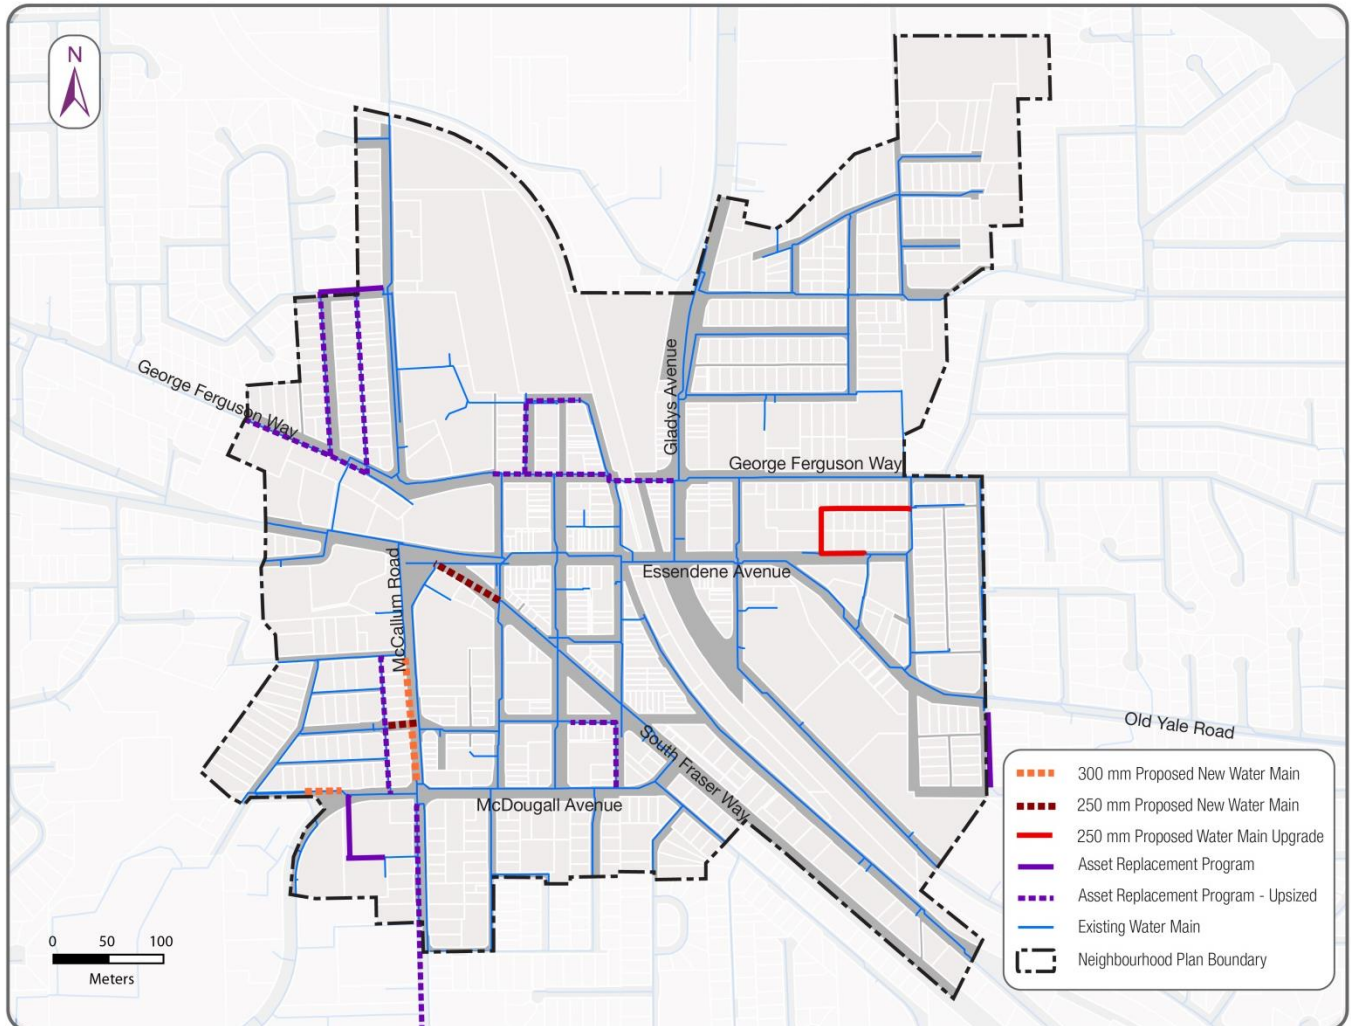 N
George Ferguson Way
Gladys Avenue
George Ferguson Way
McCallum Road
Essendene Avenue
Old Yale Road
South Fraser Way
McDougall Avenue
300 mm Proposed New Water Main
250 mm Proposed New Water Main
250 mm Proposed Water Main Upgrade
Asset Replacement Program
Asset Replacement Program - Upsized
Existing Water Main
Neighbourhood Plan Boundary
0 50 100
Meters